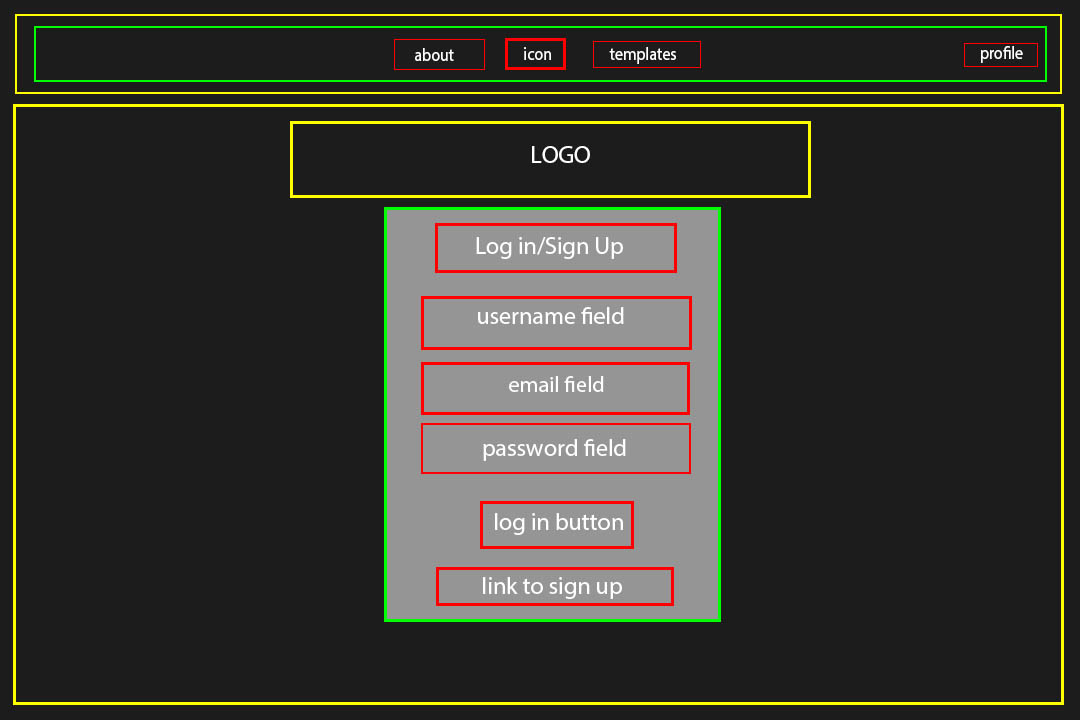 about
icon
templates
profile
LOGO
Log in/Sign Up
username field
email field
password field
log in button
link to sign up